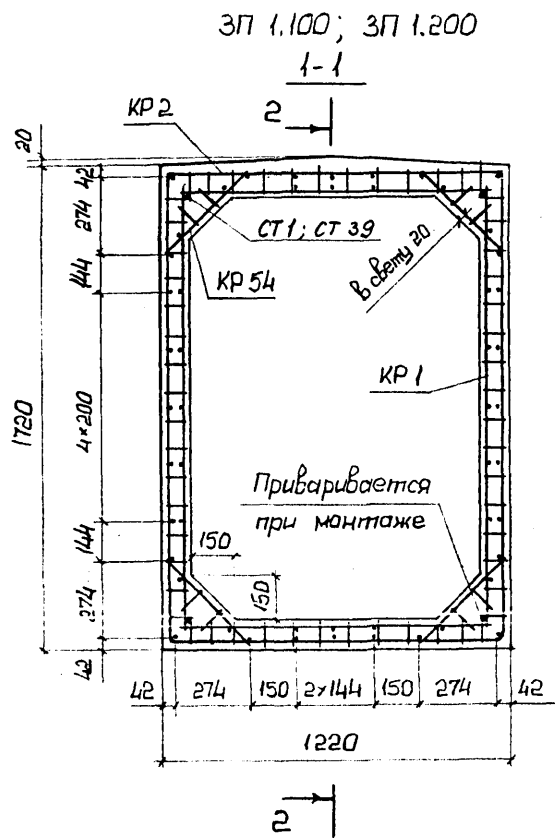 ЗП 1.100; ЗП 1.200
1-1
2
КР 2
20
42
274
144
4×200
144
274
42
1720
СТ 1; СТ 39
КР 54
в свету 20
КР 1
Приваривается
при монтаже
150
150
42 274 150 2×144 150 274 42
1220
2